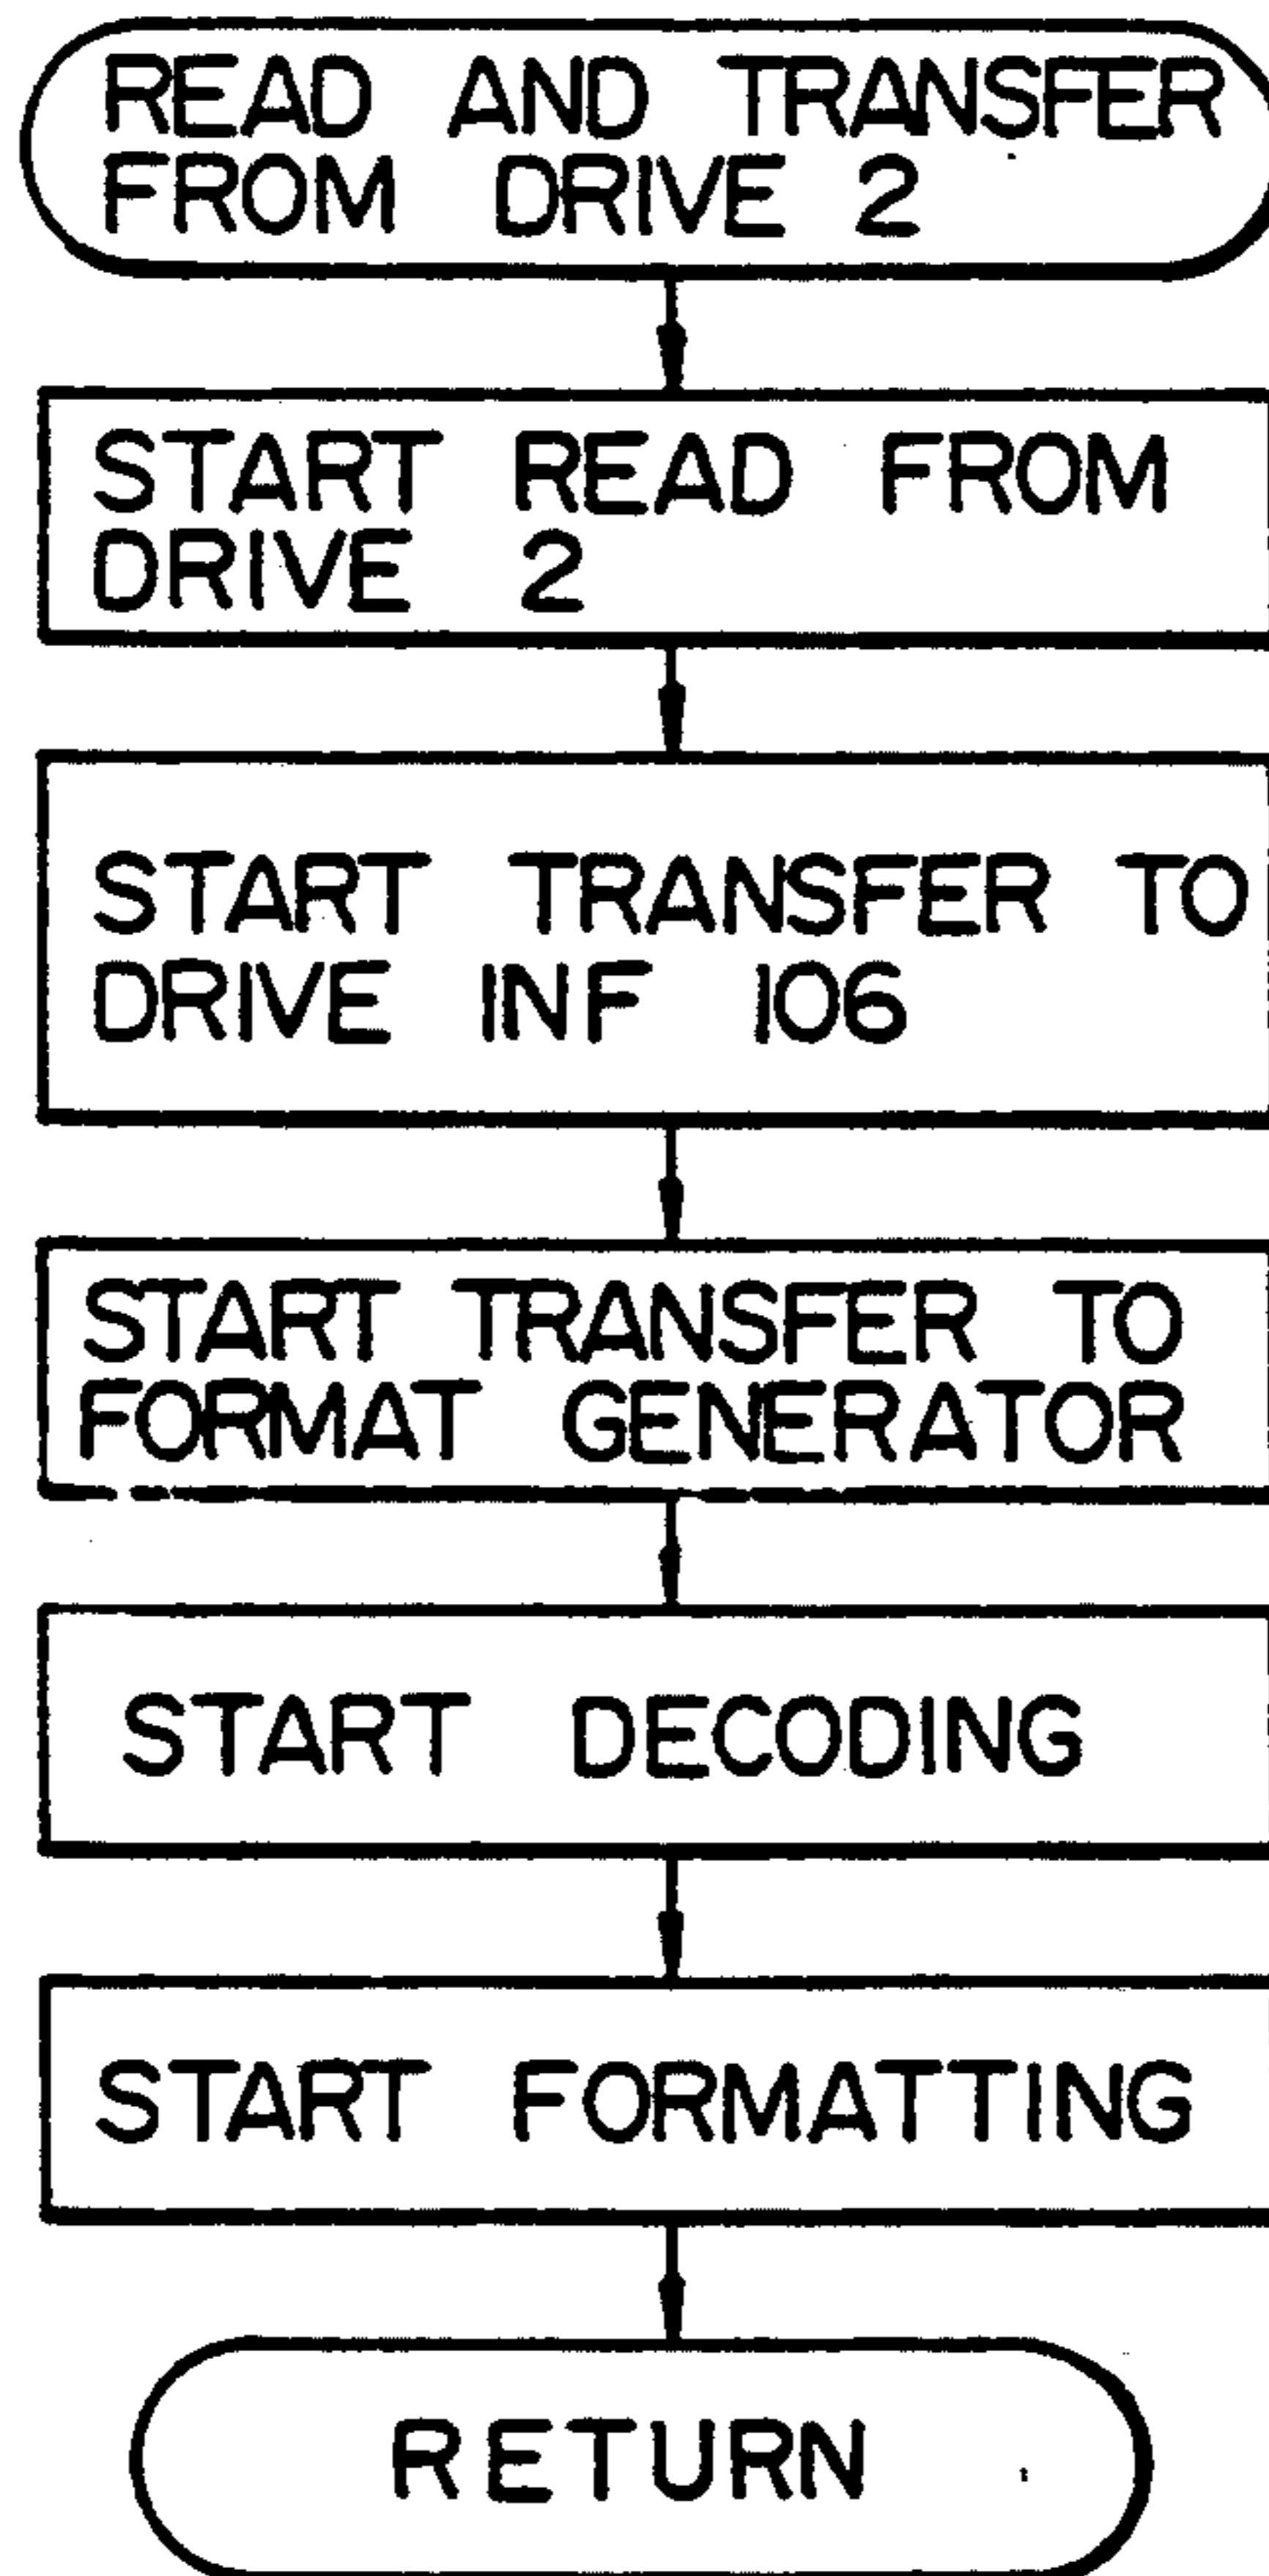 READ AND TRANSFER
FROM DRIVE 2
START READ FROM
DRIVE 2
START TRANSFER TO
DRIVE INF 106
START TRANSFER TO
FORMAT GENERATOR
START DECODING
START FORMATTING
RETURN